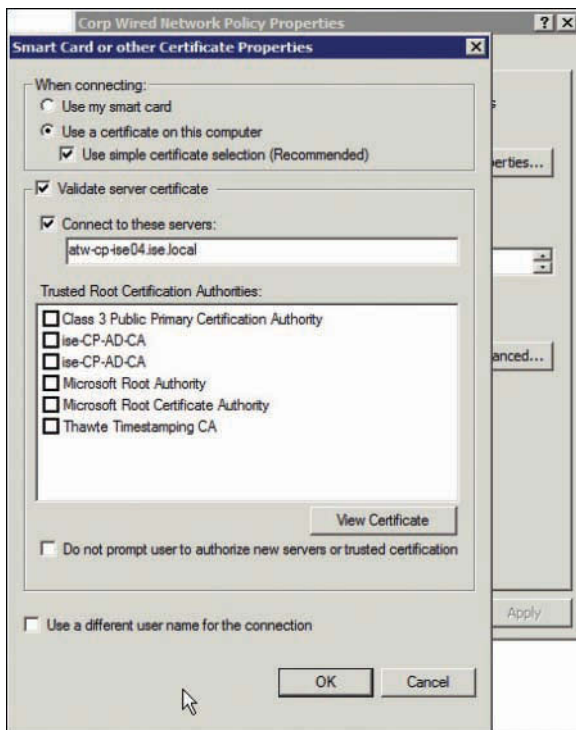 Corp Wired Network Policy Properties
Smart Card or other Certificate Properties
When connecting:
Use my smart card
Use a certificate on this computer
Use simple certificate selection (Recommended)
erties...
Validate server certificate
Connect to these servers:
atw-cp-ise04.ise.local
Trusted Root Certification Authorities:
Class 3 Public Primary Certification Authority
ise-CP-AD-CA
ise-CP-AD-CA
anced...
Microsoft Root Authority
Microsoft Root Certificate Authority
Thawte Timestamping CA
View Certificate
Do not prompt user to authorize new servers or trusted certification
Apply
Use a different user name for the connection
OK
Cancel